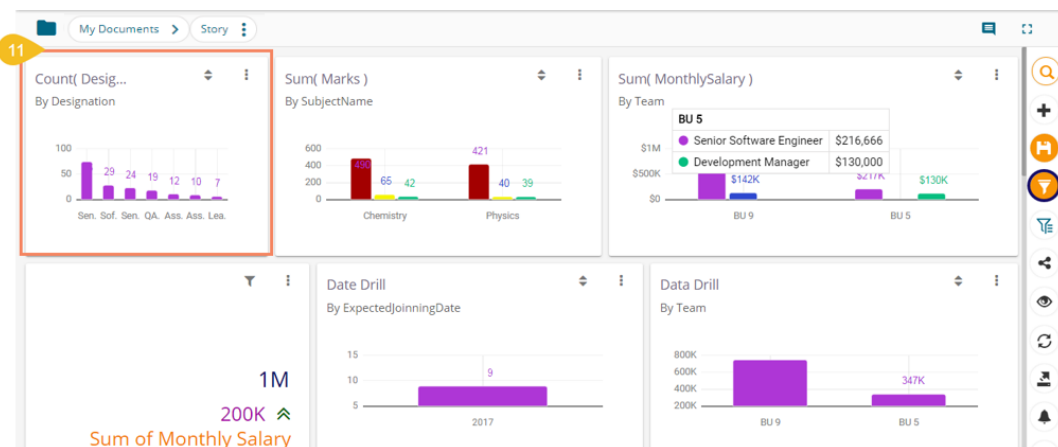 My Documents > Story
11
Count( Desig...
By Designation
100
50
0
29 24 19 12 10 7
Sen. Sof. Sen. QA. Ass. Ass. Lea.
Sum( Marks )
By SubjectName
600
400
200
0
490 65 42
421 40 39
Chemistry Physics
Sum( MonthlySalary )
By Team
BU 5
Senior Software Engineer $216,666
Development Manager $130,000
$1M
$500K
$0
$142K $217K $130K
BU 9 BU 5
1M
200K
Sum of Monthly Salary
Date Drill
By ExpectedJoinningDate
15
10
5
9
2017
Data Drill
By Team
800K
600K
400K
200K
347K
BU 9 BU 5